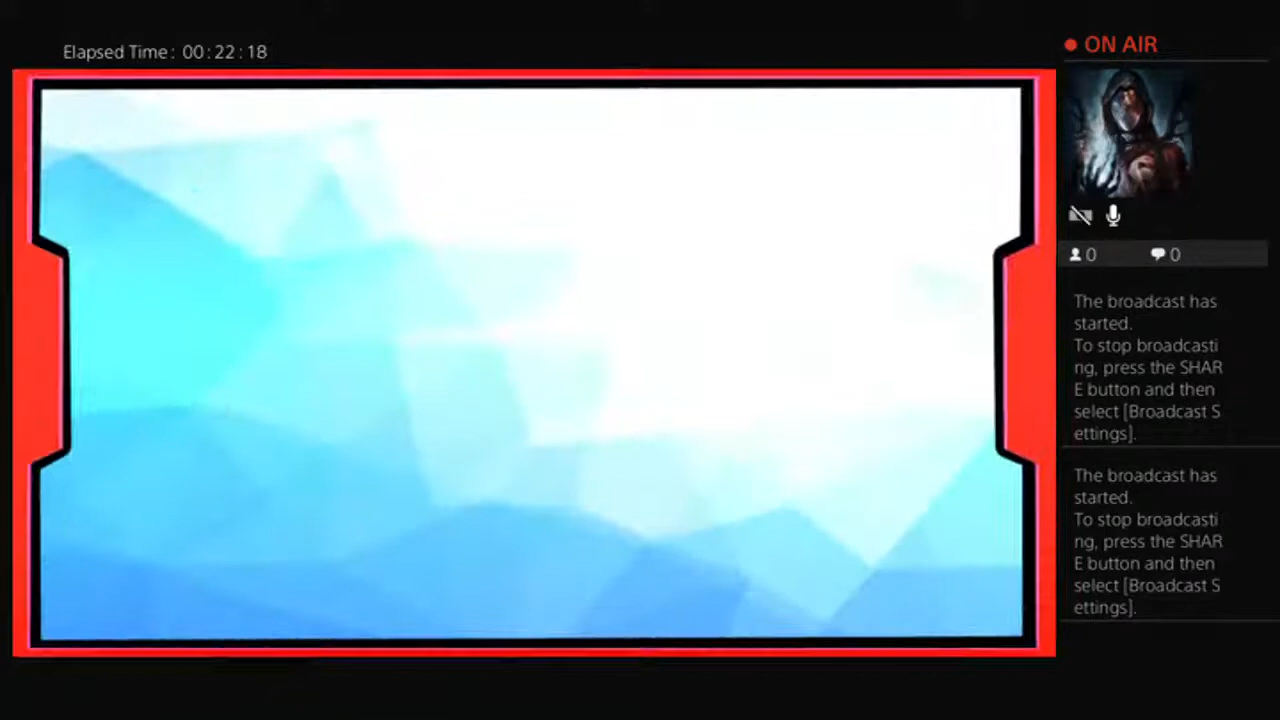 Elapsed Time: 00:22:18
ON AIR
0 0
The broadcast has
started.
To stop broadcasti
ng, press the SHAR
E button and then
select [Broadcast S
ettings].
The broadcast has
started.
To stop broadcasti
ng, press the SHAR
E button and then
select [Broadcast S
ettings].